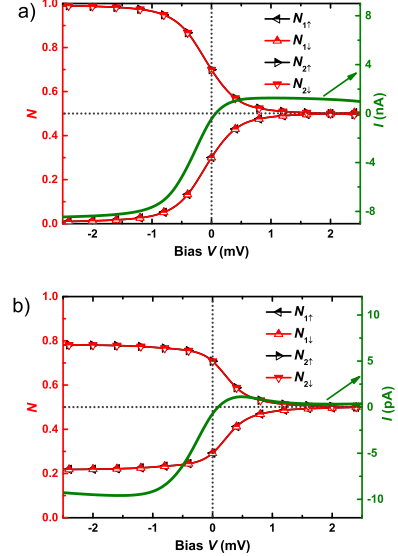 a)
1.0
0.8
0.6
0.4
0.2
0.0
N
N1↑
N1↓
N2↑
N2↓
8
4
0
-4
-8
I (nA)
-2
-1
0
1
2
Bias V (mV)
b)
1.0
0.8
0.6
0.4
0.2
0.0
N
N1↑
N1↓
N2↑
N2↓
10
5
0
-5
-10
I (pA)
-2
-1
0
1
2
Bias V (mV)